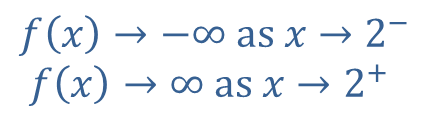 f(x) → −∞ as x → 2⁻
f(x) → ∞ as x → 2⁺